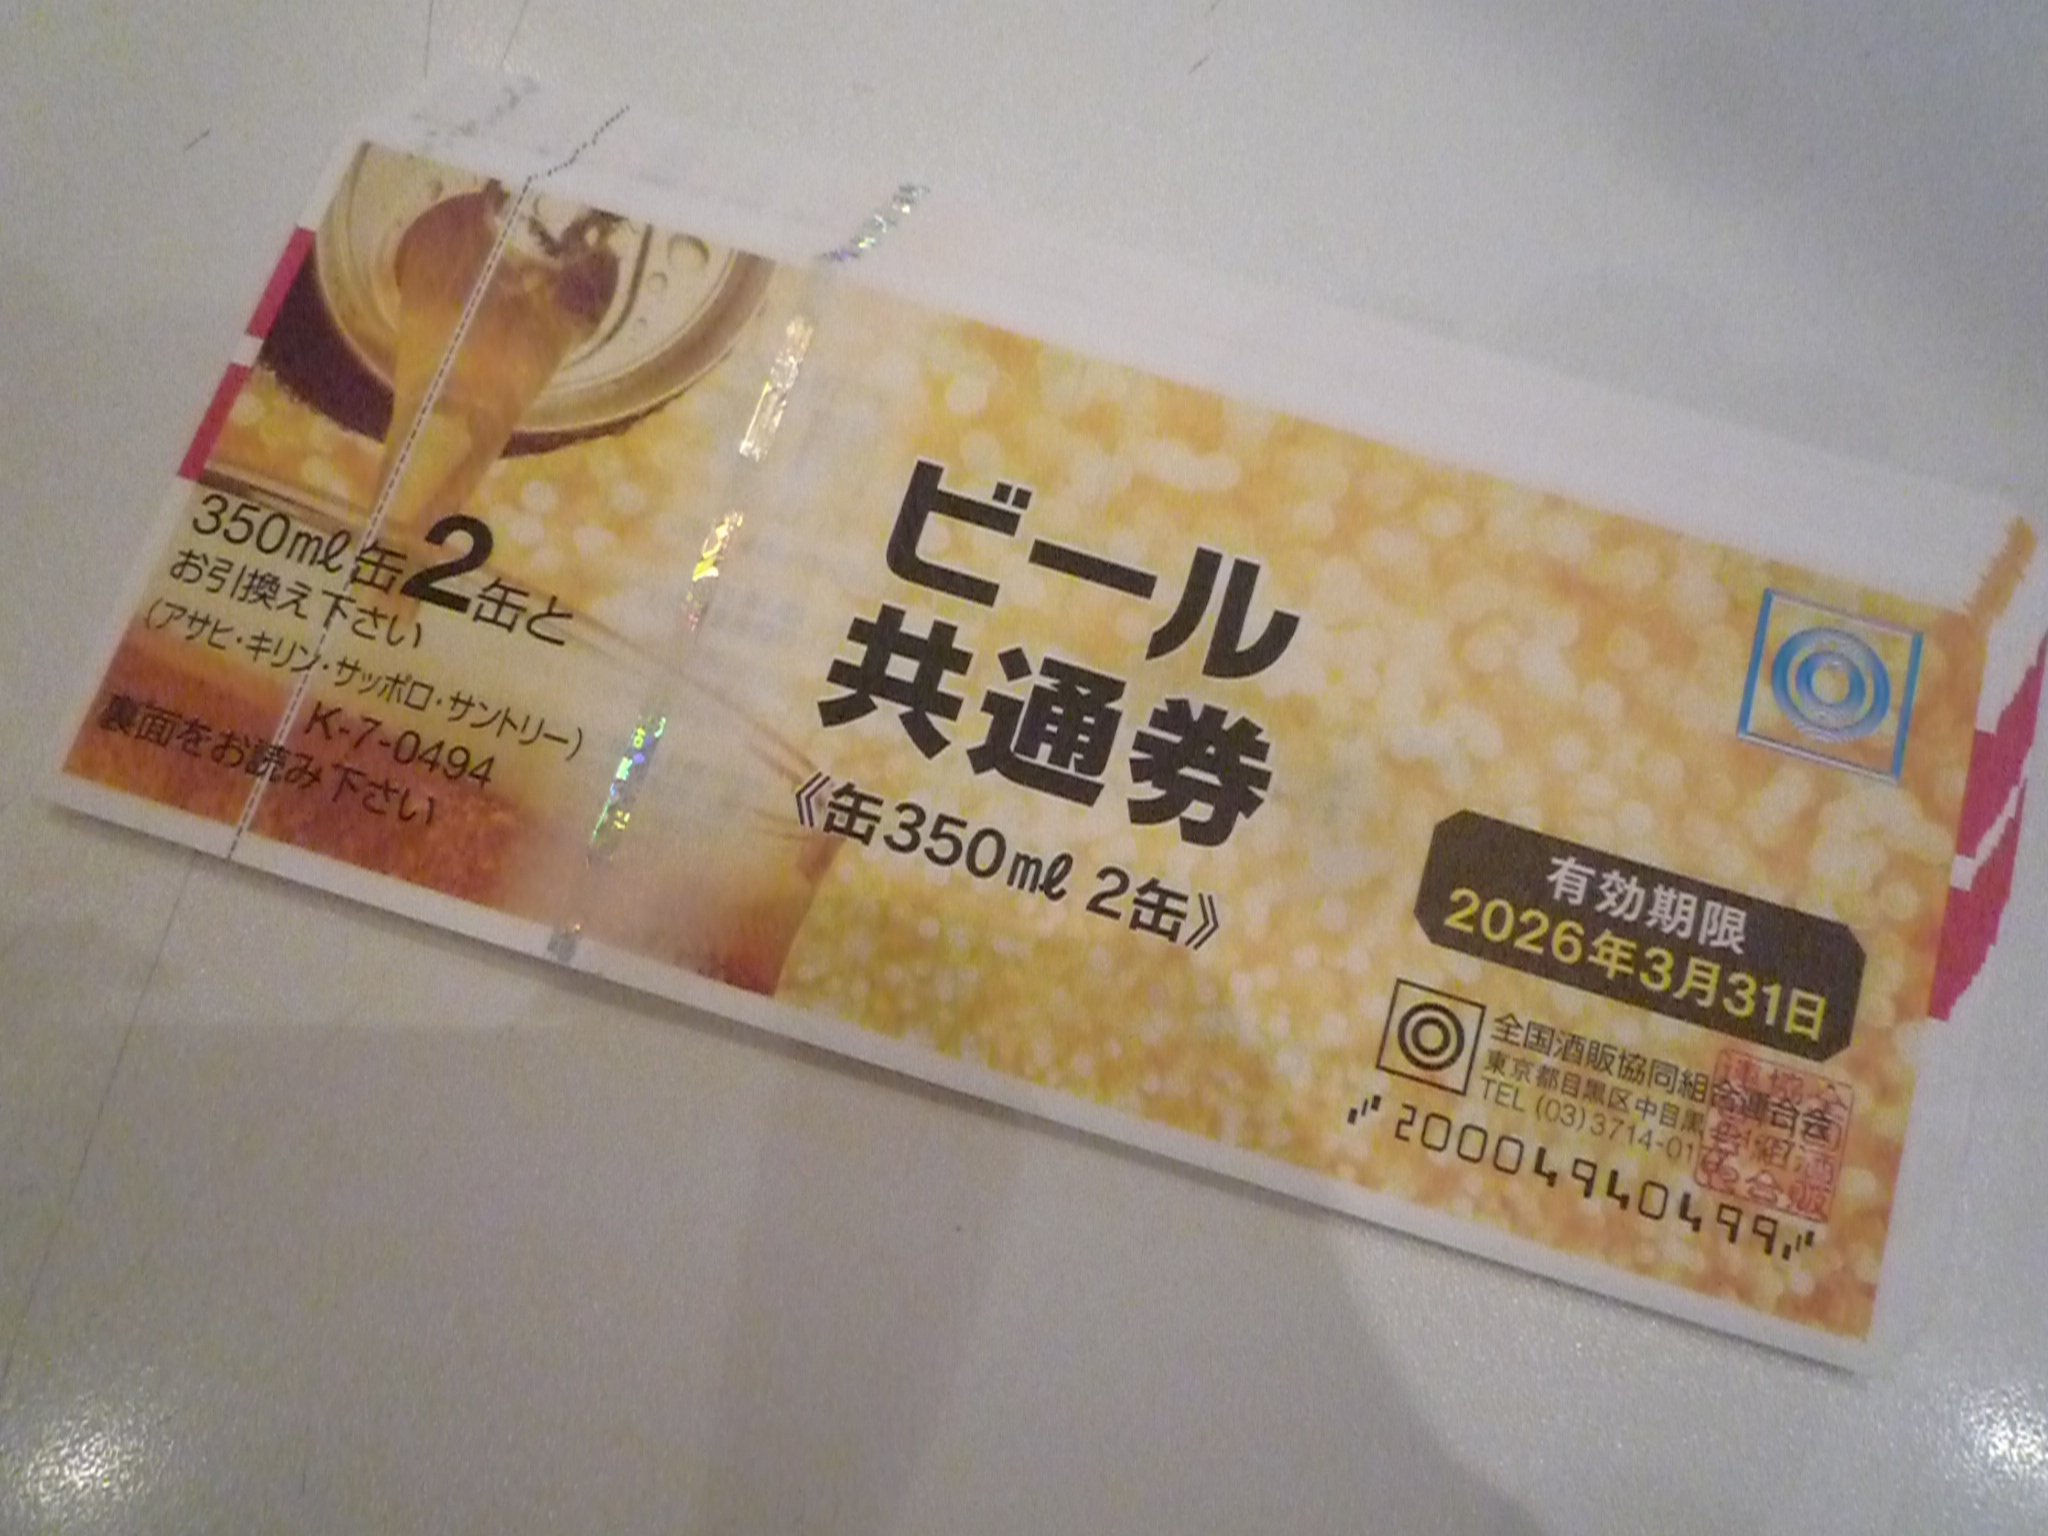 350ml缶2缶と
お引換え下さい
(アサヒ・キリン・サッポロ・サントリー)
K-7-0494
裏面をお読み下さい
ビール
共通券
《缶350ml 2缶》
有効期限
2026年3月31日
全国酒販協同組合連合会
東京都目黒区中目黒
TEL (03) 3714-01
2000494040499